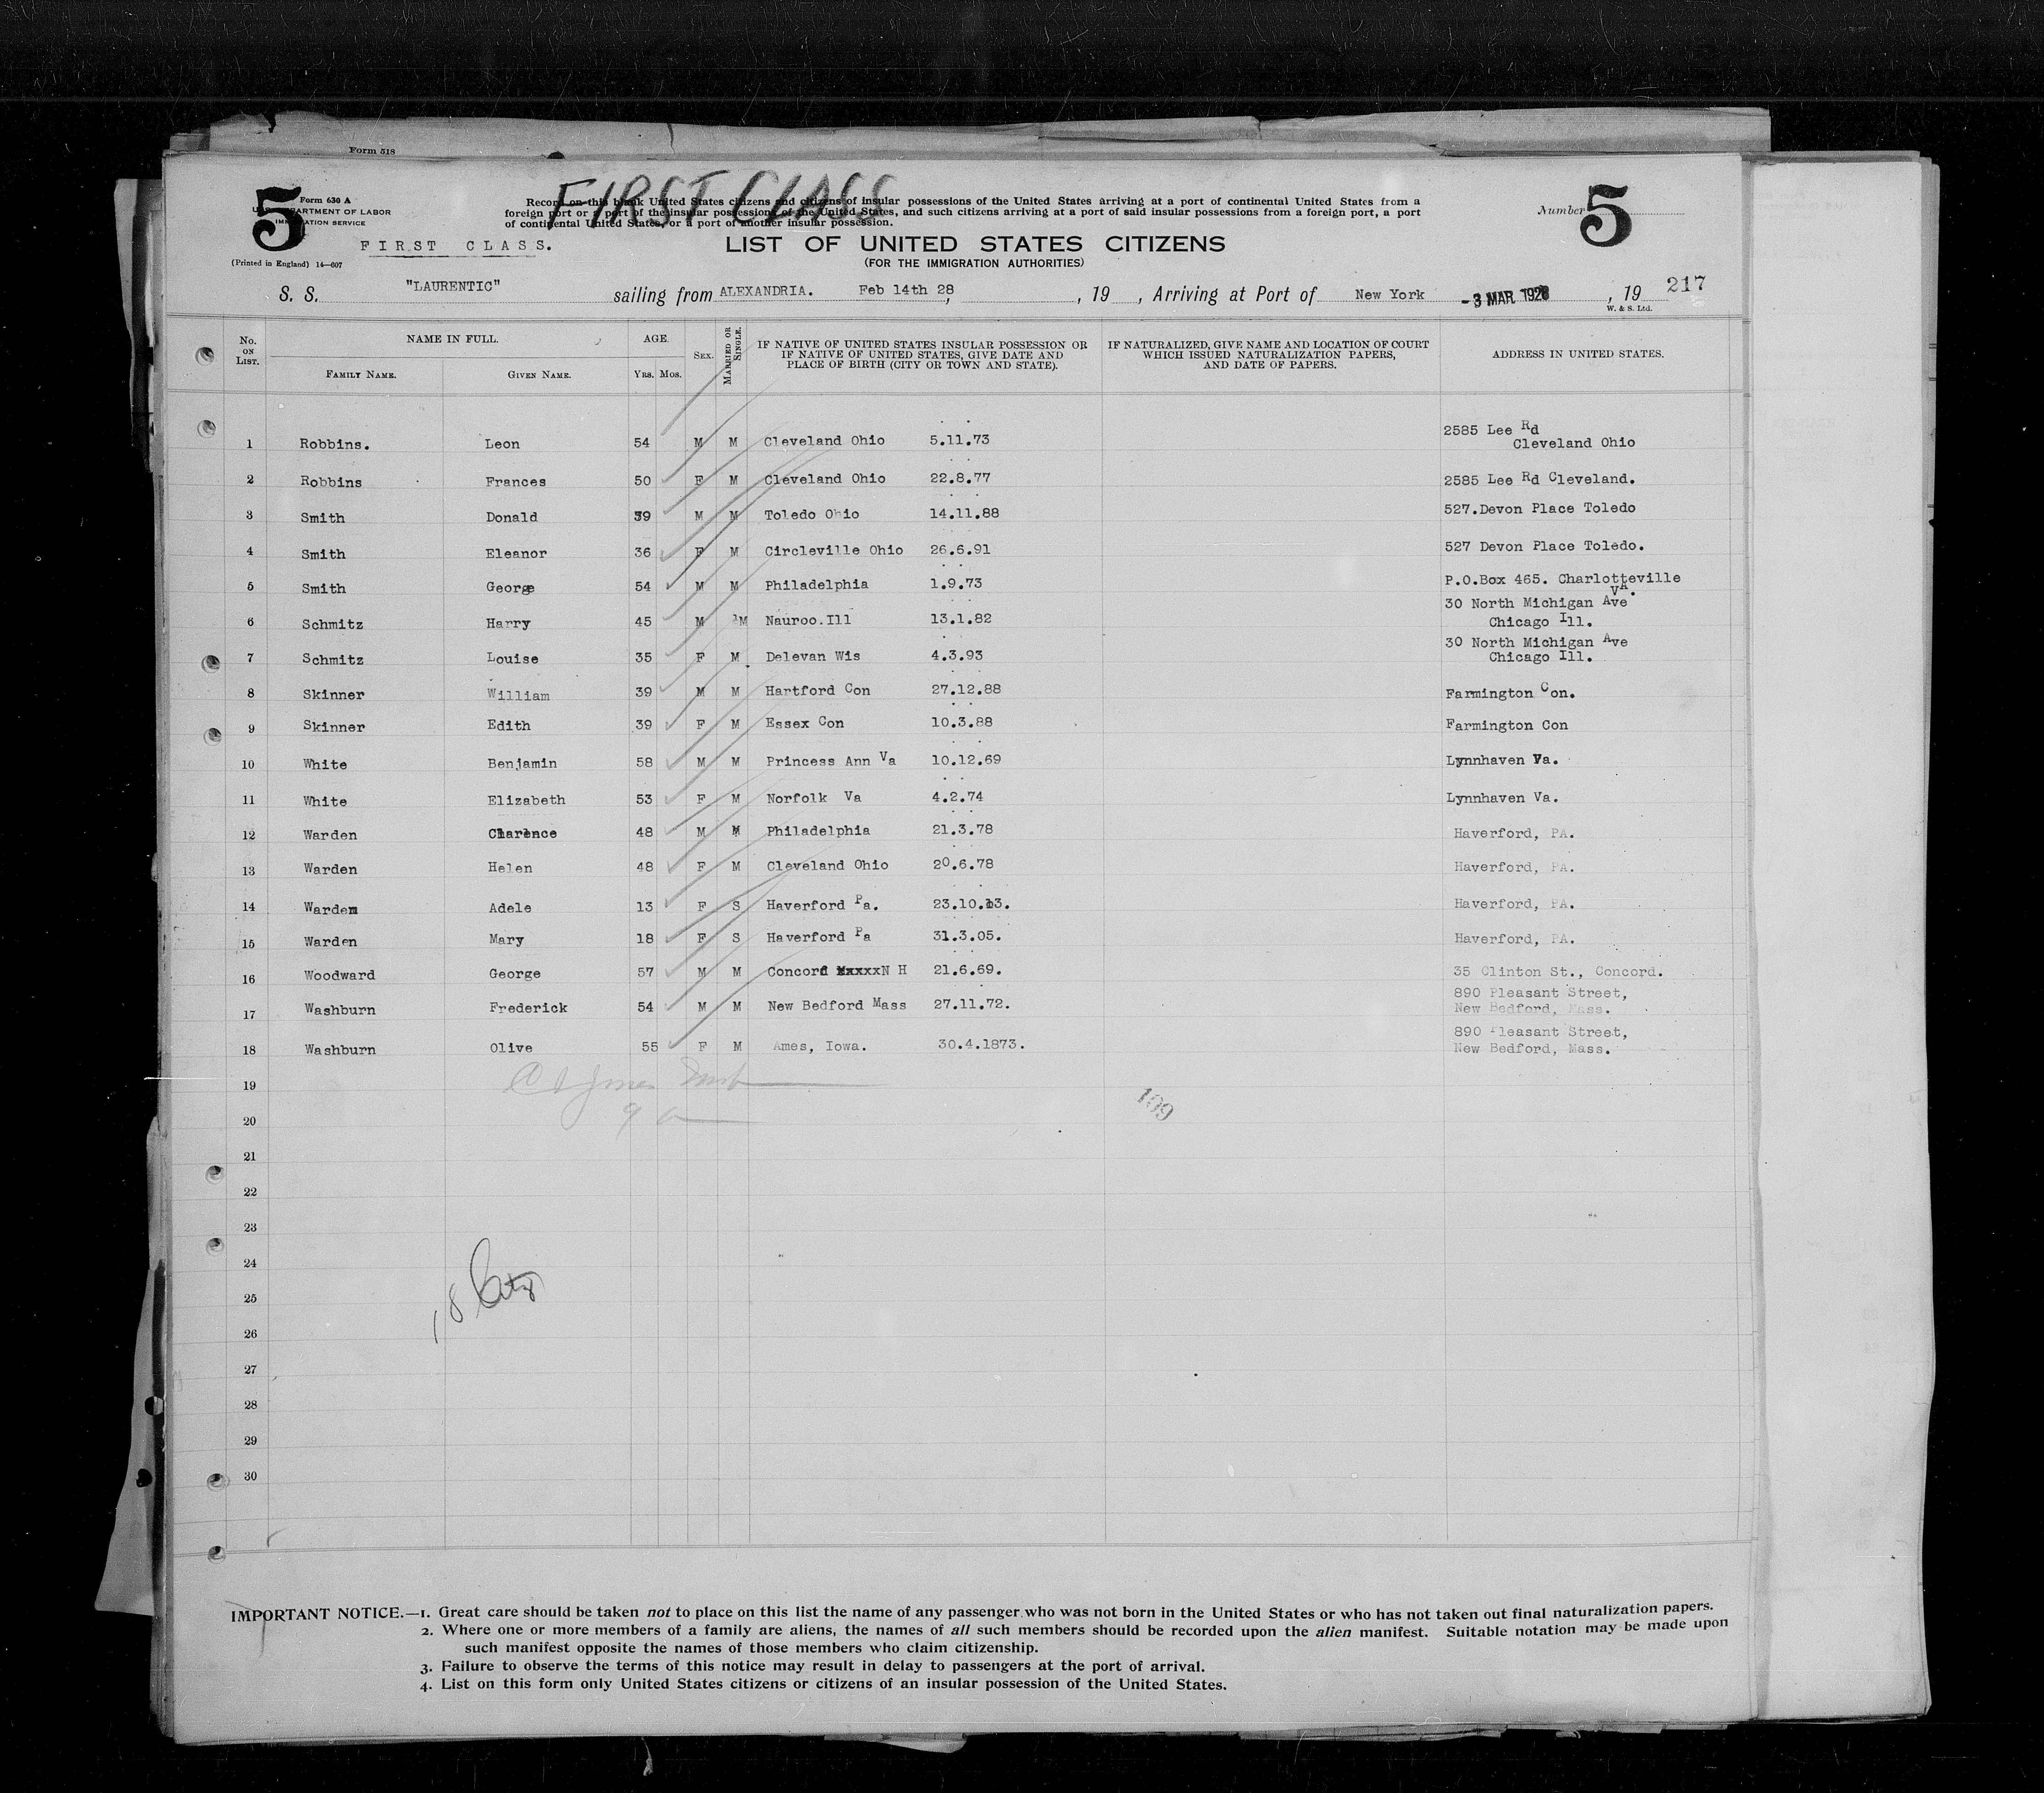 Form 518
5
Form 630 A
U.S. DEPARTMENT OF LABOR
IMMIGRATION SERVICE
FIRST CLASS
FIRST CLASS.
(Printed in England) 14—607
Record on this blank United States citizens and citizens of insular possessions of the United States arriving at a port of continental United States from a
foreign port or a port of the insular possessions of the United States, and such citizens arriving at a port of said insular possessions from a foreign port, a port
of continental United States, or a port of another insular possession.
Number 5
LIST OF UNITED STATES CITIZENS
(FOR THE IMMIGRATION AUTHORITIES)
S. S. "LAURENTIC" sailing from ALEXANDRIA. Feb 14th 28, , 19 , Arriving at Port of New York -3 MAR 1928 , 19 217
W. & S. Ltd.
No. ON LIST. NAME IN FULL. FAMILY NAME. GIVEN NAME. AGE. YRS. MOS. SEX. MARRIED OR SINGLE. IF NATIVE OF UNITED STATES INSULAR POSSESSION OR IF NATIVE OF UNITED STATES, GIVE DATE AND PLACE OF BIRTH (CITY OR TOWN AND STATE). IF NATURALIZED, GIVE NAME AND LOCATION OF COURT WHICH ISSUED NATURALIZATION PAPERS, AND DATE OF PAPERS. ADDRESS IN UNITED STATES.
1 Robbins. Leon 54 M M Cleveland Ohio 5.11.73 2585 Lee Rd
Cleveland Ohio
2 Robbins Frances 50 F M Cleveland Ohio 22.8.77 2585 Lee Rd Cleveland.
3 Smith Donald 39 M M Toledo Ohio 14.11.88 527.Devon Place Toledo
4 Smith Eleanor 36 F M Circleville Ohio 26.6.91 527 Devon Place Toledo.
5 Smith George 54 M M Philadelphia 1.9.73 P.O.Box 465. Charlotteville
VA.
6 Schmitz Harry 45 M M Nauroo.Ill 13.1.82 30 North Michigan Ave
Chicago Ill.
7 Schmitz Louise 35 F M Delevan Wis 4.3.93 30 North Michigan Ave
Chicago Ill.
8 Skinner William 39 M M Hartford Con 27.12.88 Farmington Con.
9 Skinner Edith 39 F M Essex Con 10.3.88 Farmington Con
10 White Benjamin 58 M M Princess Ann Va 10.12.69 Lynnhaven Va.
11 White Elizabeth 53 F M Norfolk Va 4.2.74 Lynnhaven Va.
12 Warden Clarence 48 M M Philadelphia 21.3.78 Haverford, PA.
13 Warden Helen 48 F M Cleveland Ohio 20.6.78 Haverford, PA.
14 Warden Adele 13 F S Haverford Pa. 23.10.13. Haverford, PA.
15 Warden Mary 18 F S Haverford Pa 31.3.05. Haverford, PA.
16 Woodward George 57 M M Concord xxxxxN H 21.6.69. 35 Clinton St., Concord.
17 Washburn Frederick 54 M M New Bedford Mass 27.11.72. 890 Pleasant Street,
New Bedford, Mass.
18 Washburn Olive 55 F M Ames, Iowa. 30.4.1873. 890 Pleasant Street,
New Bedford, Mass.
19
109
20
21
22
23
24
25
26
27
28
29
30
IMPORTANT NOTICE.—1. Great care should be taken not to place on this list the name of any passenger who was not born in the United States or who has not taken out final naturalization papers.
2. Where one or more members of a family are aliens, the names of all such members should be recorded upon the alien manifest. Suitable notation may be made upon
such manifest opposite the names of those members who claim citizenship.
3. Failure to observe the terms of this notice may result in delay to passengers at the port of arrival.
4. List on this form only United States citizens or citizens of an insular possession of the United States.